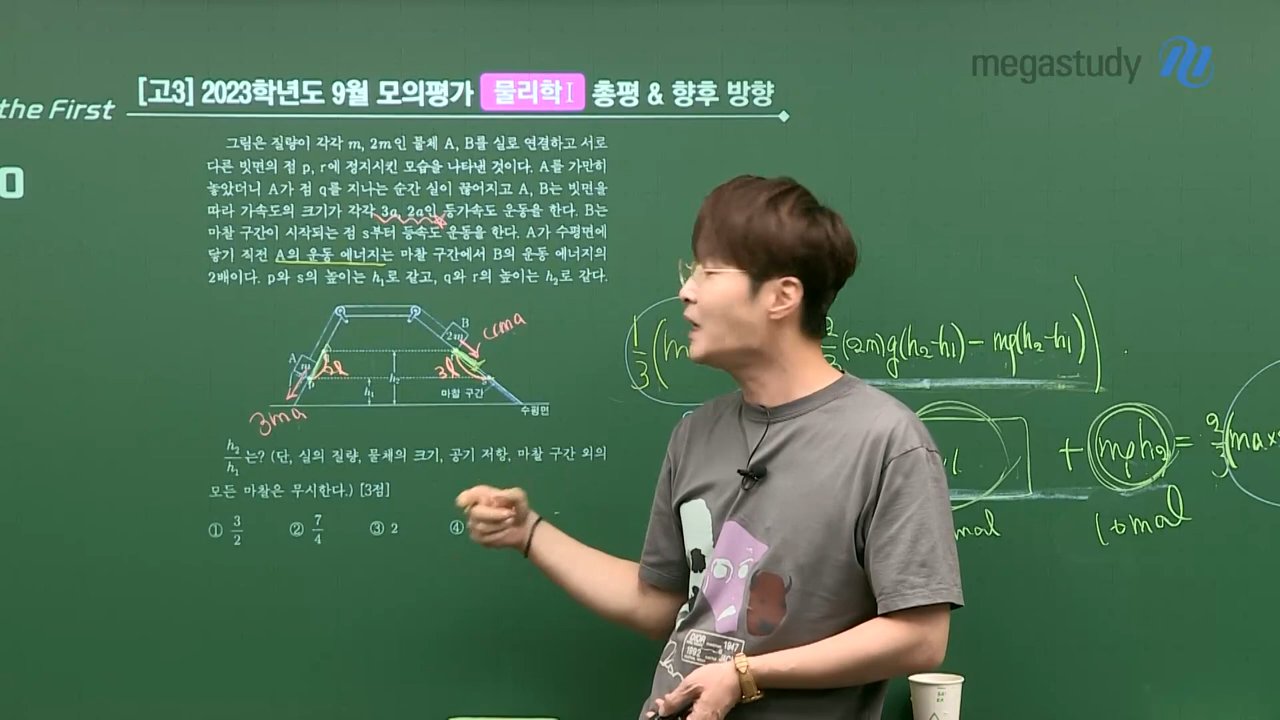 megastudy
[고3] 2023학년도 9월 모의평가 물리학Ⅰ 총평 & 향후 방향
the First
0
그림은 질량이 각각 m, 2m인 물체 A, B를 실로 연결하고 서로
다른 빗면의 점 p, r에 정지시킨 모습을 나타낸 것이다. A를 가만히
놓았더니 A가 점 q를 지나는 순간 실이 끊어지고 A, B는 빗면을
따라 가속도의 크기가 각각 3a, 2a인 등가속도 운동을 한다. B는
마찰 구간이 시작되는 점 s부터 등속도 운동을 한다. A가 수평면에
닿기 직전 A의 운동 에너지는 마찰 구간에서 B의 운동 에너지의
2배이다. p와 s의 높이는 h₁로 같고, q와 r의 높이는 h₂로 같다.
B
2m
A
m
h₂
h₁
마찰 구간
수평면
3ma
h₂/h₁는? (단, 실의 질량, 물체의 크기, 공기 저항, 마찰 구간 외의
모든 마찰은 무시한다.) [3점]
① 3/2 ② 7/4 ③ 2 ④
1/3 (m
(2m)g(h₂-h₁) - mg(h₂-h₁))
+ mgh₂ =
1947
1992